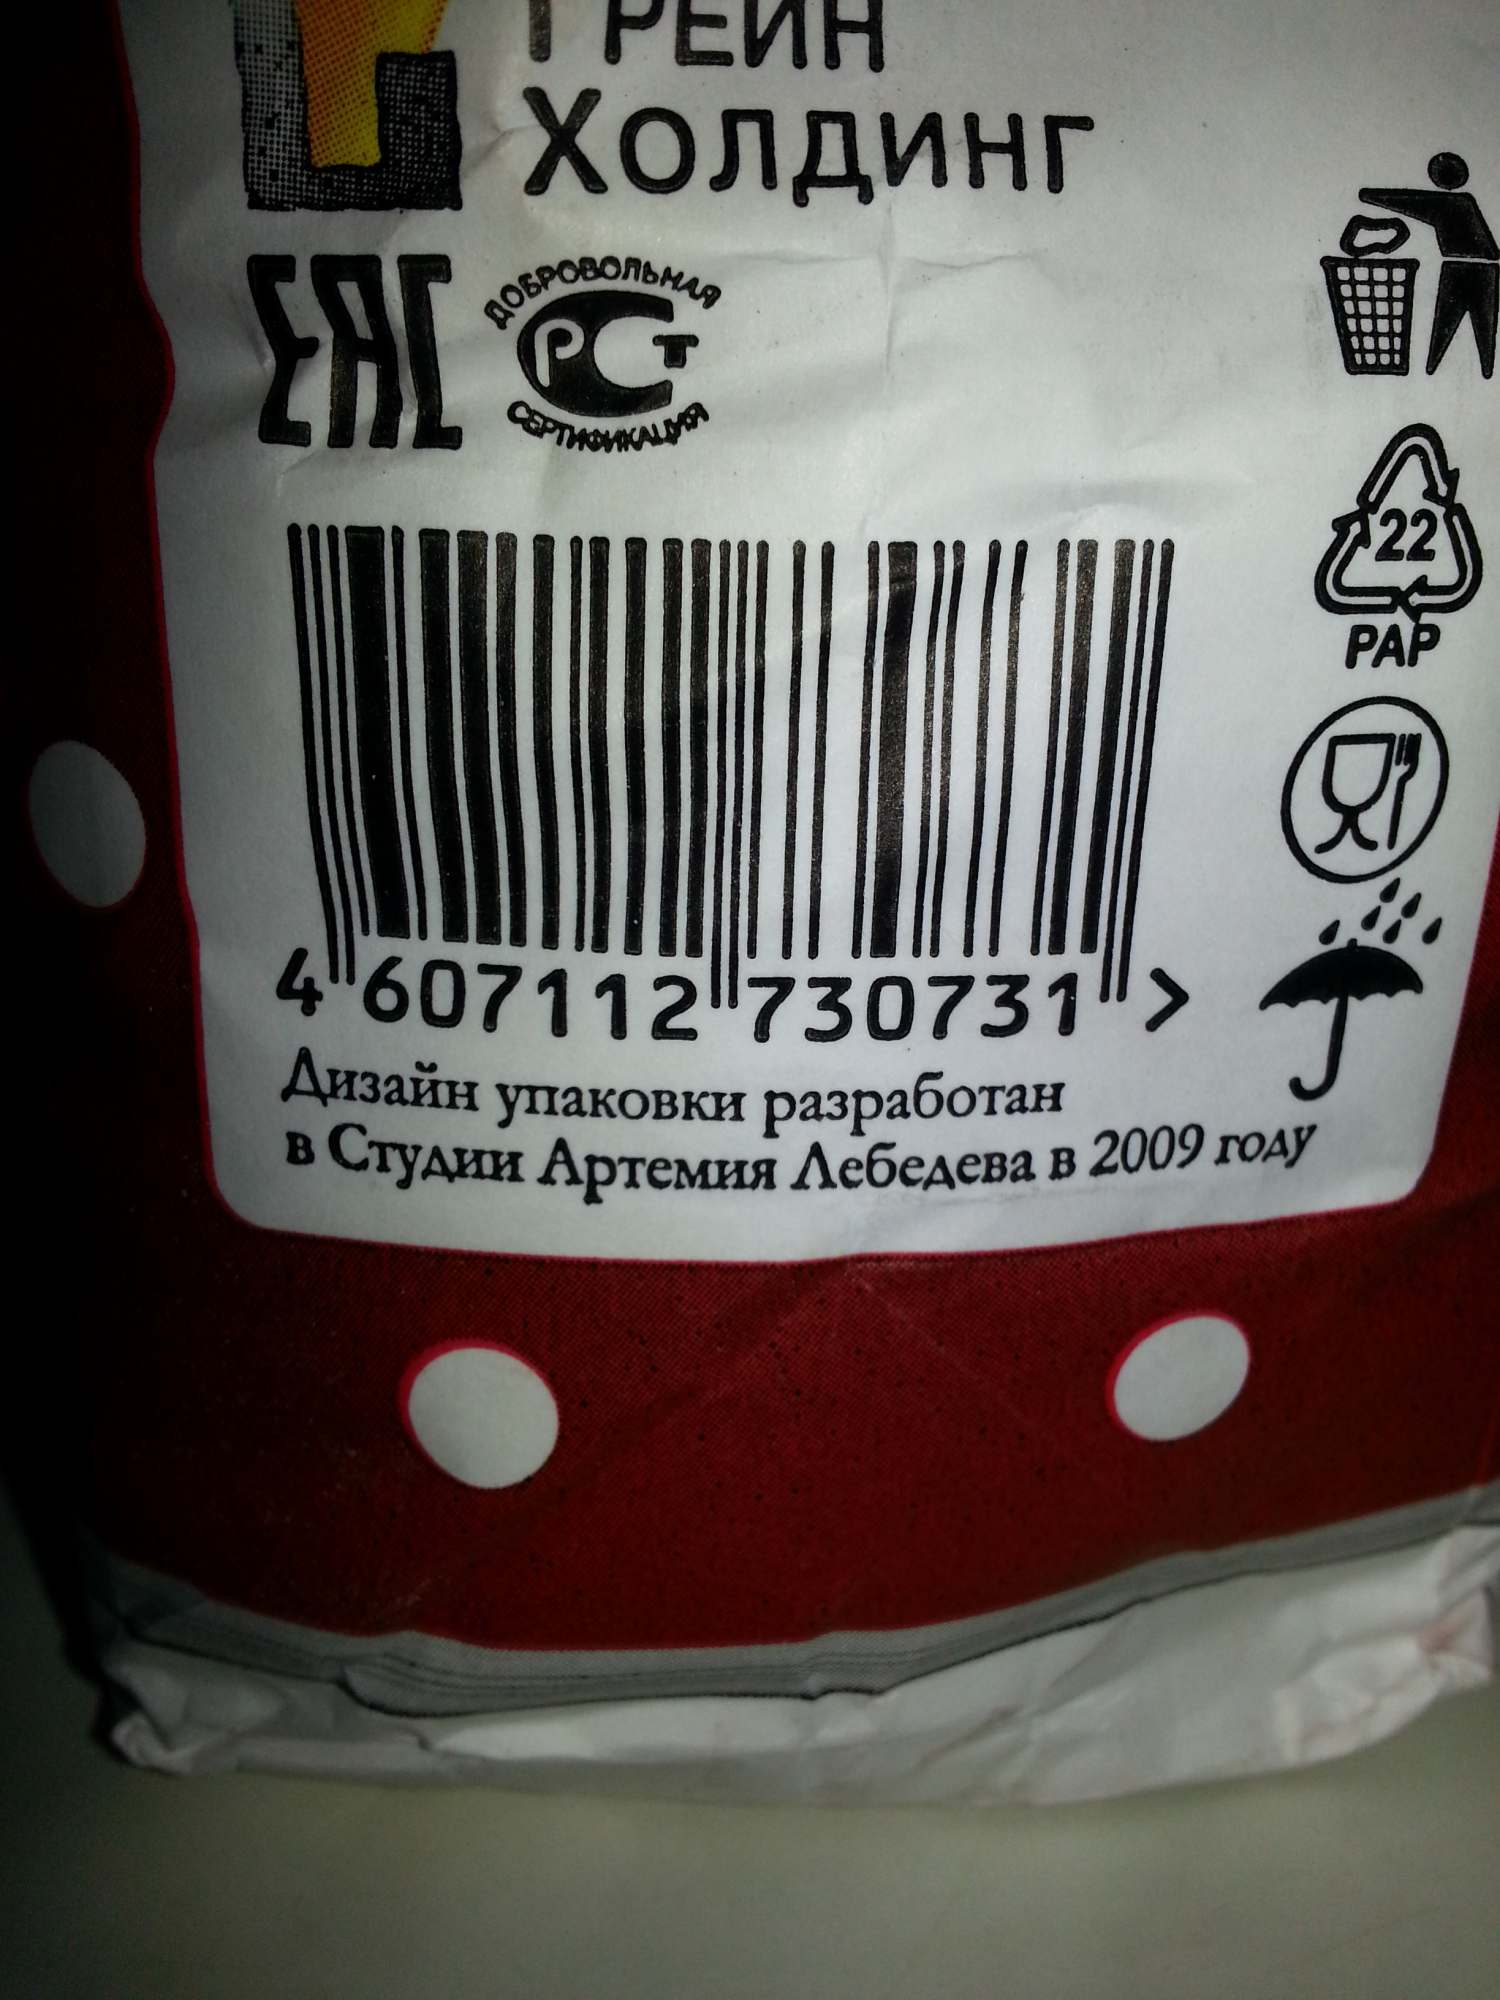 Грейн
Холдинг
ЕАС
ДОБРОВОЛЬНАЯ
РСТ
СЕРТИФИКАЦИЯ
22
PAP
4 607112 730731 >
Дизайн упаковки разработан
в Студии Артемия Лебедева в 2009 году